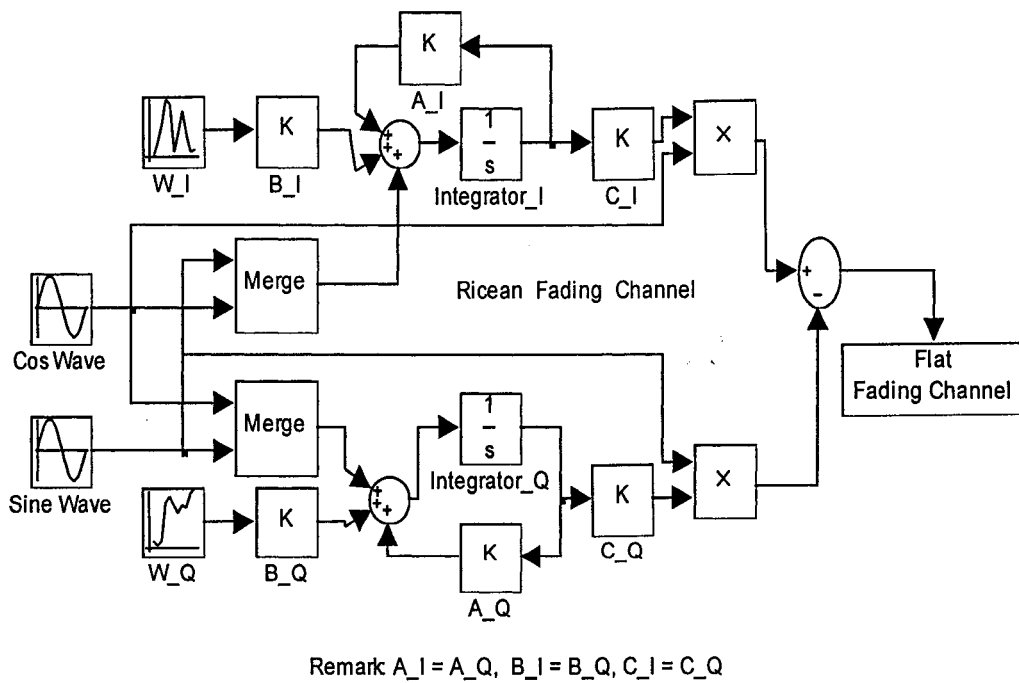 K
A_I
W_I
K
B_I
+
+
+
1
s
Integrator_I
K
C_I
X
Merge
Ricean Fading Channel
+
-
Cos Wave
Flat
Fading Channel
Merge
1
s
Integrator_Q
Sine Wave
+
+
+
K
C_Q
X
W_Q
K
B_Q
K
A_Q
Remark A_I = A_Q, B_I = B_Q, C_I = C_Q